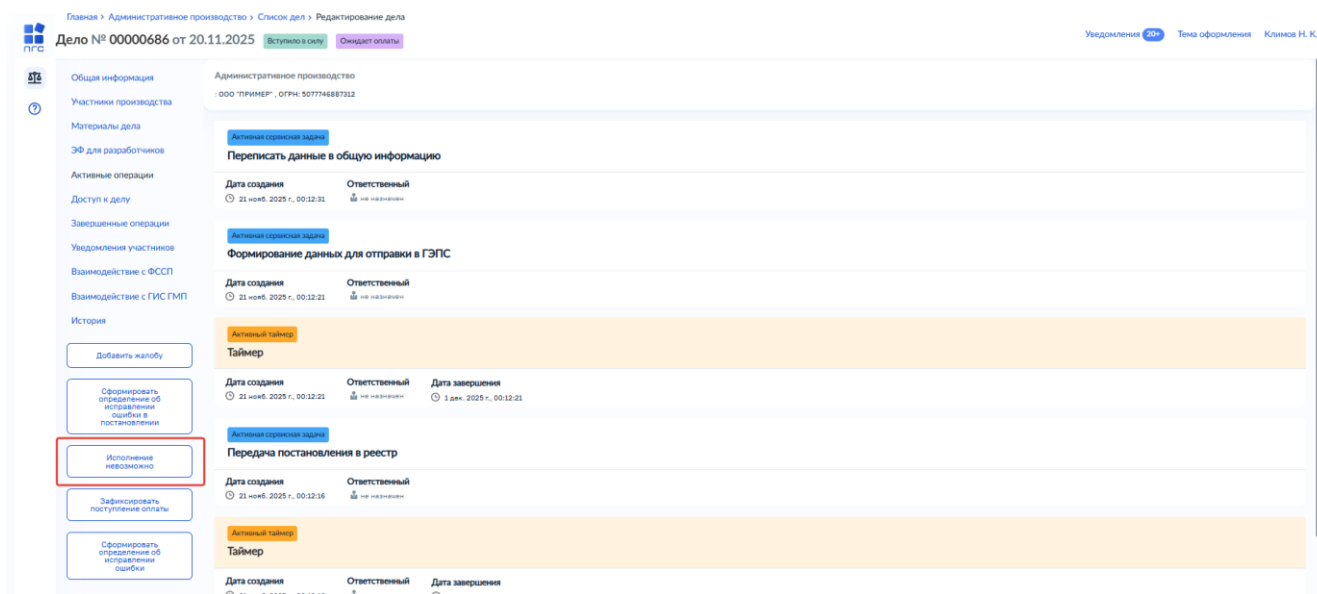 Главная > Административное производство > Список дел > Редактирование дела
пгс
Дело № 00000686 от 20.11.2025 Вступило в силу Ожидает оплаты
Уведомления 20+ Тема оформления Климов Н. К.
Общая информация
Участники производства
Материалы дела
ЭФ для разработчиков
Активные операции
Доступ к делу
Завершенные операции
Уведомления участников
Взаимодействие с ФССП
Взаимодействие с ГИС ГМП
История
Добавить жалобу
Сформировать
определение об
исправлении
ошибки в
постановлении
Исполнение
невозможно
Зафиксировать
поступление оплаты
Сформировать
определение об
исправлении
ошибки
Административное производство
: ООО "ПРИМЕР" , ОГРН: 5077746887312
Активная сервисная задача
Переписать данные в общую информацию
Дата создания Ответственный
21 нояб. 2025 г., 00:12:31 не назначен
Активная сервисная задача
Формирование данных для отправки в ГЭПС
Дата создания Ответственный
21 нояб. 2025 г., 00:12:21 не назначен
Активный таймер
Таймер
Дата создания Ответственный Дата завершения
21 нояб. 2025 г., 00:12:21 не назначен 1 дек. 2025 г., 00:12:21
Активная сервисная задача
Передача постановления в реестр
Дата создания Ответственный
21 нояб. 2025 г., 00:12:16 не назначен
Активный таймер
Таймер
Дата создания Ответственный Дата завершения